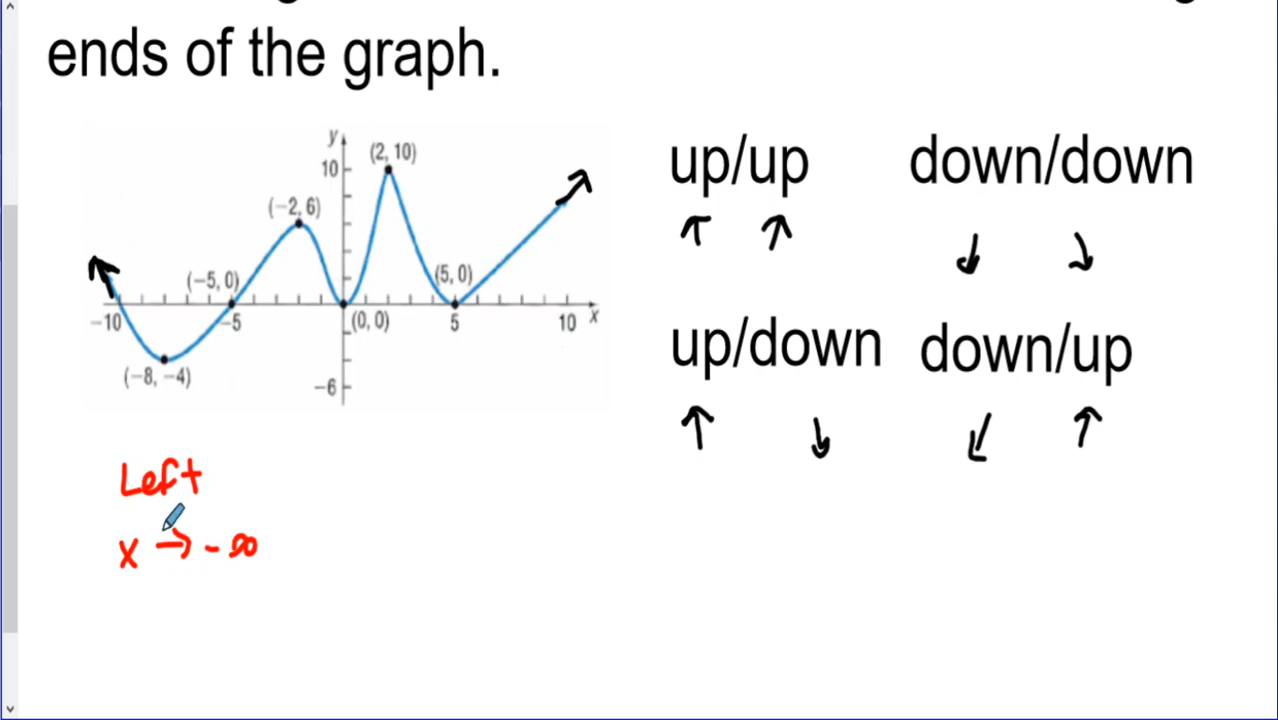 ends of the graph.
y
10
(2, 10)
(-2, 6)
(-5, 0)
(5, 0)
-10
-5
(0, 0)
5
10
x
(-8, -4)
-6
up/up
down/down
up/down
down/up
Left
x → - ∞